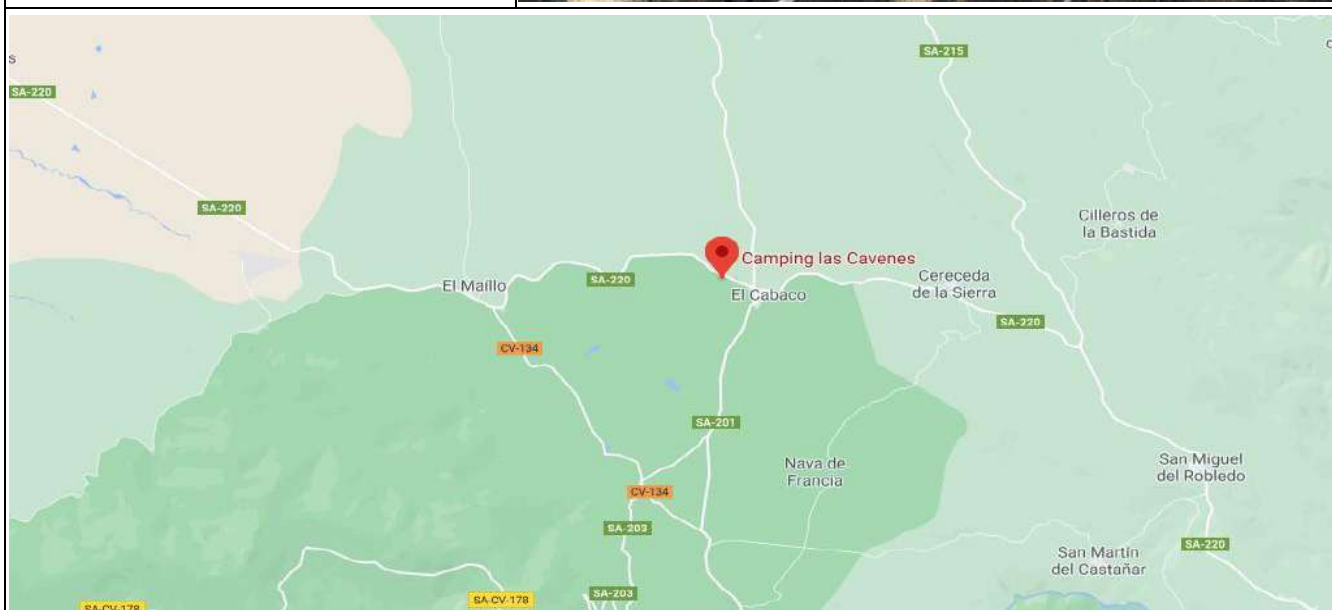 SA-215
SA-220
SA-220
Cilleros de
la Bastida
Camping las Cavenes
El Maíllo
SA-220
El Cabaco
Cereceda
de la Sierra
SA-220
CV-134
SA-201
Nava de
Francia
San Miguel
del Robledo
CV-134
SA-203
San Martín
del Castañar
SA-220
SA-203
SA-CV-178
SA-CV-178